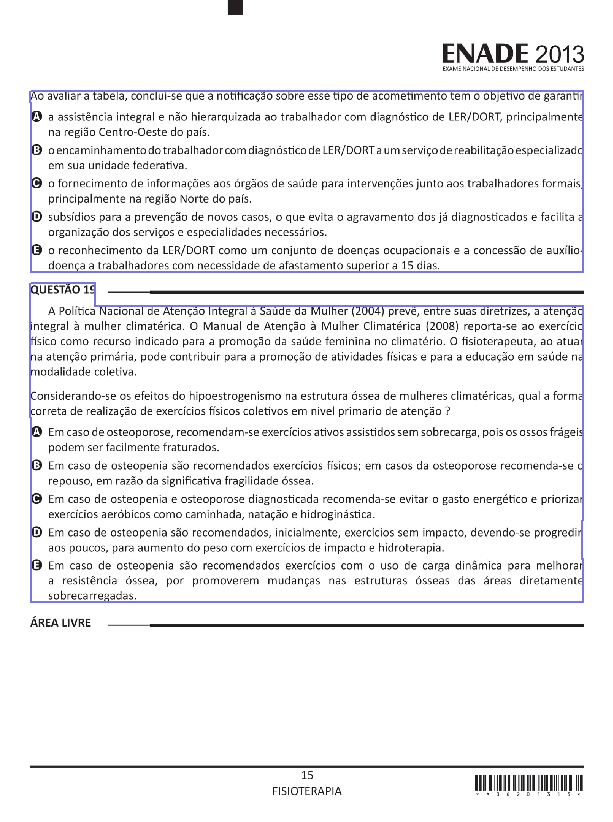 ENADE 2013
EXAME NACIONAL DE DESEMPENHO DOS ESTUDANTES
Ao avaliar a tabela, conclui-se que a notificação sobre esse tipo de acometimento tem o objetivo de garantir
A a assistência integral e não hierarquizada ao trabalhador com diagnóstico de LER/DORT, principalmente
na região Centro-Oeste do país.
B o encaminhamento do trabalhador com diagnóstico de LER/DORT a um serviço de reabilitação especializado
em sua unidade federativa.
C o fornecimento de informações aos órgãos de saúde para intervenções junto aos trabalhadores formais,
principalmente na região Norte do país.
D subsídios para a prevenção de novos casos, o que evita o agravamento dos já diagnosticados e facilita a
organização dos serviços e especialidades necessários.
E o reconhecimento da LER/DORT como um conjunto de doenças ocupacionais e a concessão de auxílio-
doença a trabalhadores com necessidade de afastamento superior a 15 dias.
QUESTÃO 19
A Política Nacional de Atenção Integral à Saúde da Mulher (2004) prevê, entre suas diretrizes, a atenção
integral à mulher climatérica. O Manual de Atenção à Mulher Climatérica (2008) reporta-se ao exercício
físico como recurso indicado para a promoção da saúde feminina no climatério. O fisioterapeuta, ao atuar
na atenção primária, pode contribuir para a promoção de atividades físicas e para a educação em saúde na
modalidade coletiva.
Considerando-se os efeitos do hipoestrogenismo na estrutura óssea de mulheres climatéricas, qual a forma
correta de realização de exercícios físicos coletivos em nível primario de atenção ?
A Em caso de osteoporose, recomendam-se exercícios ativos assistidos sem sobrecarga, pois os ossos frágeis
podem ser facilmente fraturados.
B Em caso de osteopenia são recomendados exercícios físicos; em casos da osteoporose recomenda-se o
repouso, em razão da significativa fragilidade óssea.
C Em caso de osteopenia e osteoporose diagnosticada recomenda-se evitar o gasto energético e priorizar
exercícios aeróbicos como caminhada, natação e hidroginástica.
D Em caso de osteopenia são recomendados, inicialmente, exercícios sem impacto, devendo-se progredir
aos poucos, para aumento do peso com exercícios de impacto e hidroterapia.
E Em caso de osteopenia são recomendados exercícios com o uso de carga dinâmica para melhorar
a resistência óssea, por promoverem mudanças nas estruturas ósseas das áreas diretamente
sobrecarregadas.
ÁREA LIVRE
15
FISIOTERAPIA